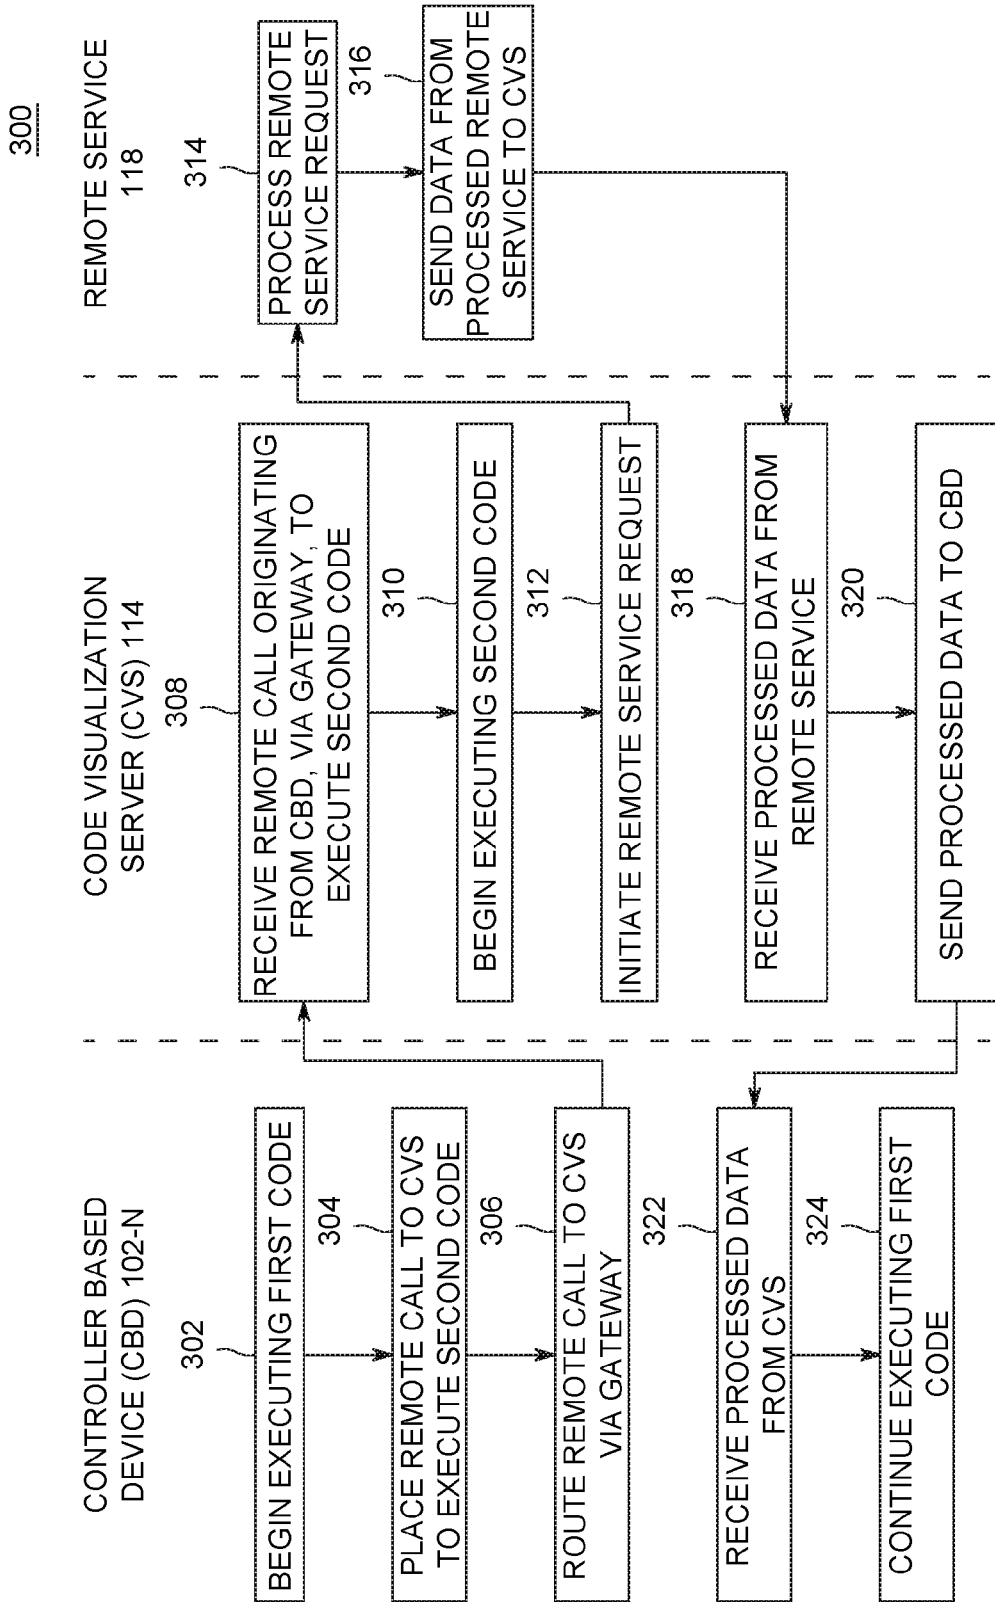 300
CONTROLLER BASED
DEVICE (CBD) 102-N
302
BEGIN EXECUTING FIRST CODE
304
PLACE REMOTE CALL TO CVS
TO EXECUTE SECOND CODE
306
ROUTE REMOTE CALL TO CVS
VIA GATEWAY
322
RECEIVE PROCESSED DATA
FROM CVS
324
CONTINUE EXECUTING FIRST
CODE
CODE VISUALIZATION
SERVER (CVS) 114
308
RECEIVE REMOTE CALL ORIGINATING
FROM CBD, VIA GATEWAY, TO
EXECUTE SECOND CODE
310
BEGIN EXECUTING SECOND CODE
312
INITIATE REMOTE SERVICE REQUEST
318
RECEIVE PROCESSED DATA FROM
REMOTE SERVICE
320
SEND PROCESSED DATA TO CBD
REMOTE SERVICE
118
314
PROCESS REMOTE
SERVICE REQUEST
316
SEND DATA FROM
PROCESSED REMOTE
SERVICE TO CVS